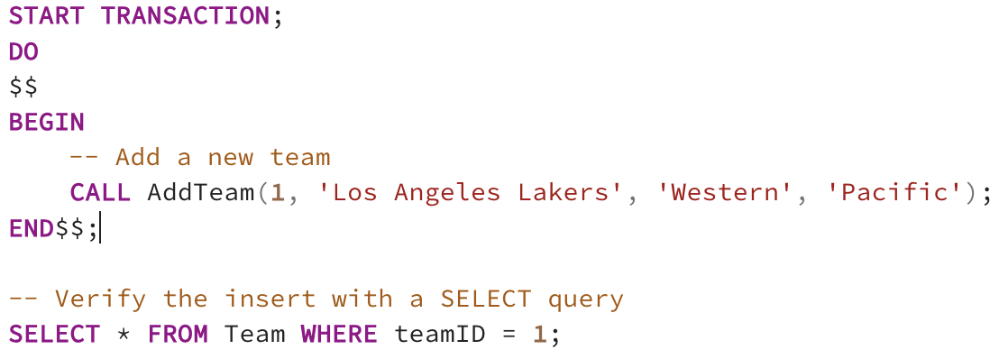 START TRANSACTION;
DO
$$
BEGIN
    -- Add a new team
    CALL AddTeam(1, 'Los Angeles Lakers', 'Western', 'Pacific');
END$$;
-- Verify the insert with a SELECT query
SELECT * FROM Team WHERE teamID = 1;